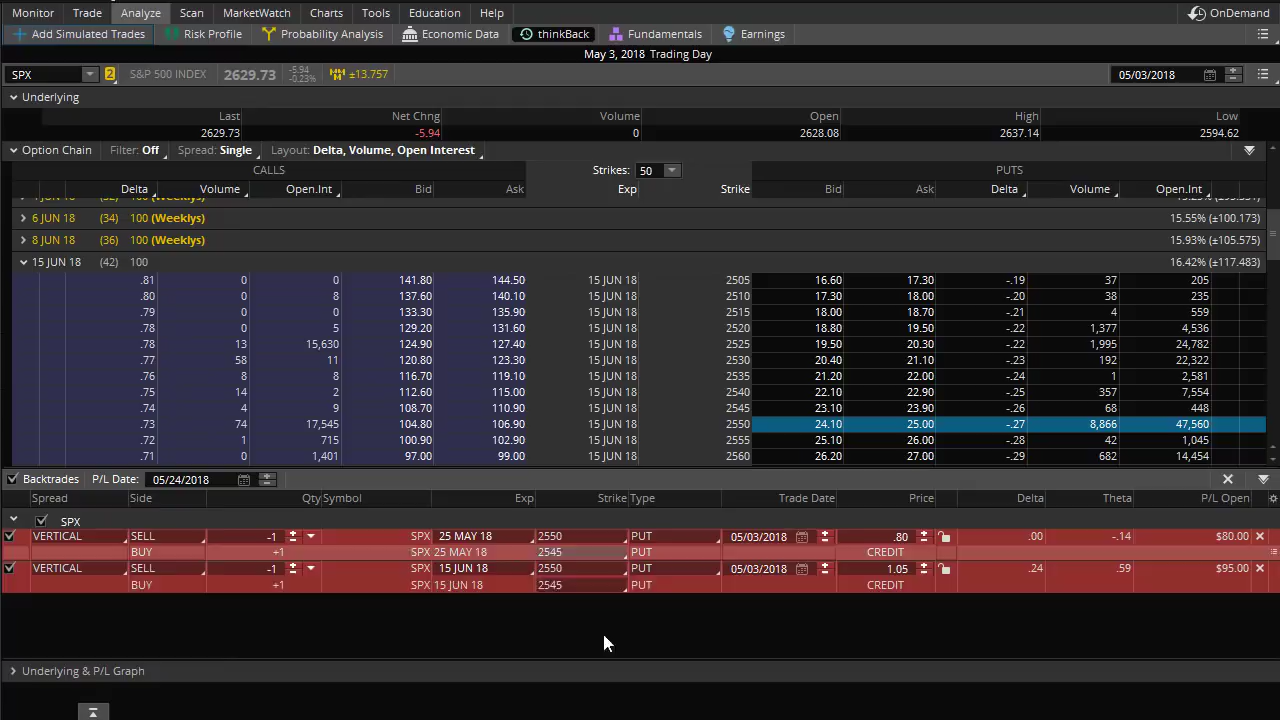 Monitor Trade Analyze Scan MarketWatch Charts Tools Education Help OnDemand
Add Simulated Trades Risk Profile Probability Analysis Economic Data thinkBack Fundamentals Earnings
May 3, 2018 Trading Day
SPX 2 S&P 500 INDEX 2629.73 -5.94 -0.23% ±13.757 05/03/2018
Underlying
Last Net Chng Volume Open High Low
2629.73 -5.94 0 2628.08 2637.14 2594.62
Option Chain Filter: Off Spread: Single Layout: Delta, Volume, Open Interest
CALLS Strikes: 50 PUTS
Delta Volume Open.Int Bid Ask Exp Strike Bid Ask Delta Volume Open.Int
6 JUN 18 (34) 100 (Weeklys) 15.55% (±100.173)
8 JUN 18 (36) 100 (Weeklys) 15.93% (±105.575)
15 JUN 18 (42) 100 16.42% (±117.483)
.81 0 0 141.80 144.50 15 JUN 18 2505 16.60 17.30 -.19 37 205
.80 0 8 137.60 140.10 15 JUN 18 2510 17.30 18.00 -.20 38 235
.79 0 0 133.30 135.90 15 JUN 18 2515 18.00 18.70 -.21 4 559
.78 0 5 129.20 131.60 15 JUN 18 2520 18.80 19.50 -.22 1,377 4,536
.78 13 15,630 124.90 127.40 15 JUN 18 2525 19.50 20.30 -.22 1,995 24,782
.77 58 11 120.80 123.30 15 JUN 18 2530 20.40 21.10 -.23 192 22,322
.76 8 8 116.70 119.10 15 JUN 18 2535 21.20 22.00 -.24 1 2,581
.75 14 2 112.60 115.00 15 JUN 18 2540 22.10 22.90 -.25 357 7,554
.74 4 9 108.70 110.90 15 JUN 18 2545 23.10 23.90 -.26 68 448
.73 74 17,545 104.80 106.90 15 JUN 18 2550 24.10 25.00 -.27 8,866 47,560
.72 1 715 100.90 102.90 15 JUN 18 2555 25.10 26.00 -.28 42 1,045
.71 0 1,401 97.00 99.00 15 JUN 18 2560 26.20 27.00 -.29 682 14,454
Backtrades P/L Date: 05/24/2018
Spread Side Qty Symbol Exp Strike Type Trade Date Price Delta Theta P/L Open
SPX
VERTICAL SELL -1 SPX 25 MAY 18 2550 PUT 05/03/2018 .80 .00 -.14 $80.00
BUY +1 SPX 25 MAY 18 2545 PUT CREDIT
VERTICAL SELL -1 SPX 15 JUN 18 2550 PUT 05/03/2018 1.05 .24 .59 $95.00
BUY +1 SPX 15 JUN 18 2545 PUT CREDIT
Underlying & P/L Graph